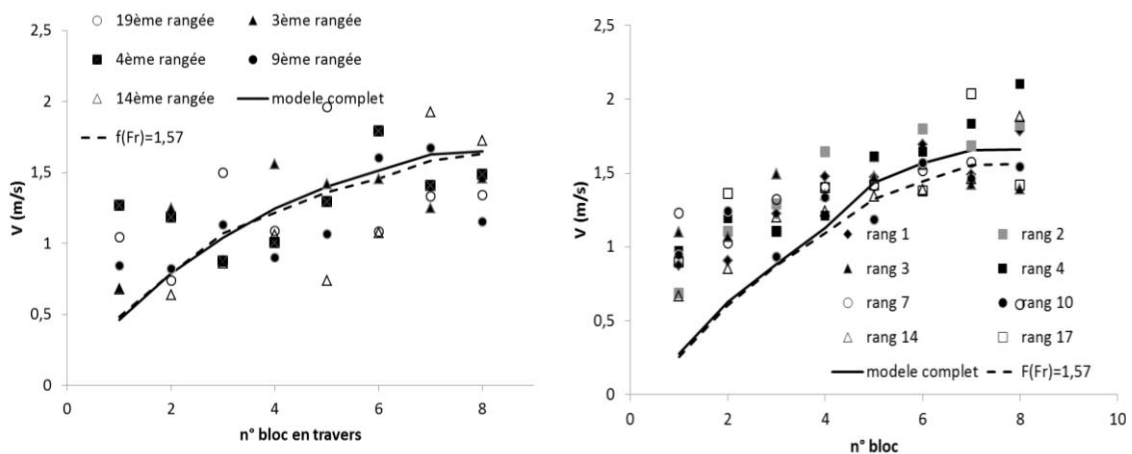 2,5
19ème rangée
3ème rangée
4ème rangée
9ème rangée
14ème rangée
modele complet
f(Fr)=1,57
2
1,5
1
0,5
0
V (m/s)
0
2
4
6
8
n° bloc en travers
2,5
2
1,5
1
0,5
0
V (m/s)
rang 1
rang 2
rang 3
rang 4
rang 7
rang 10
rang 14
rang 17
modele complet
F(Fr)=1,57
0
2
4
6
8
10
n° bloc